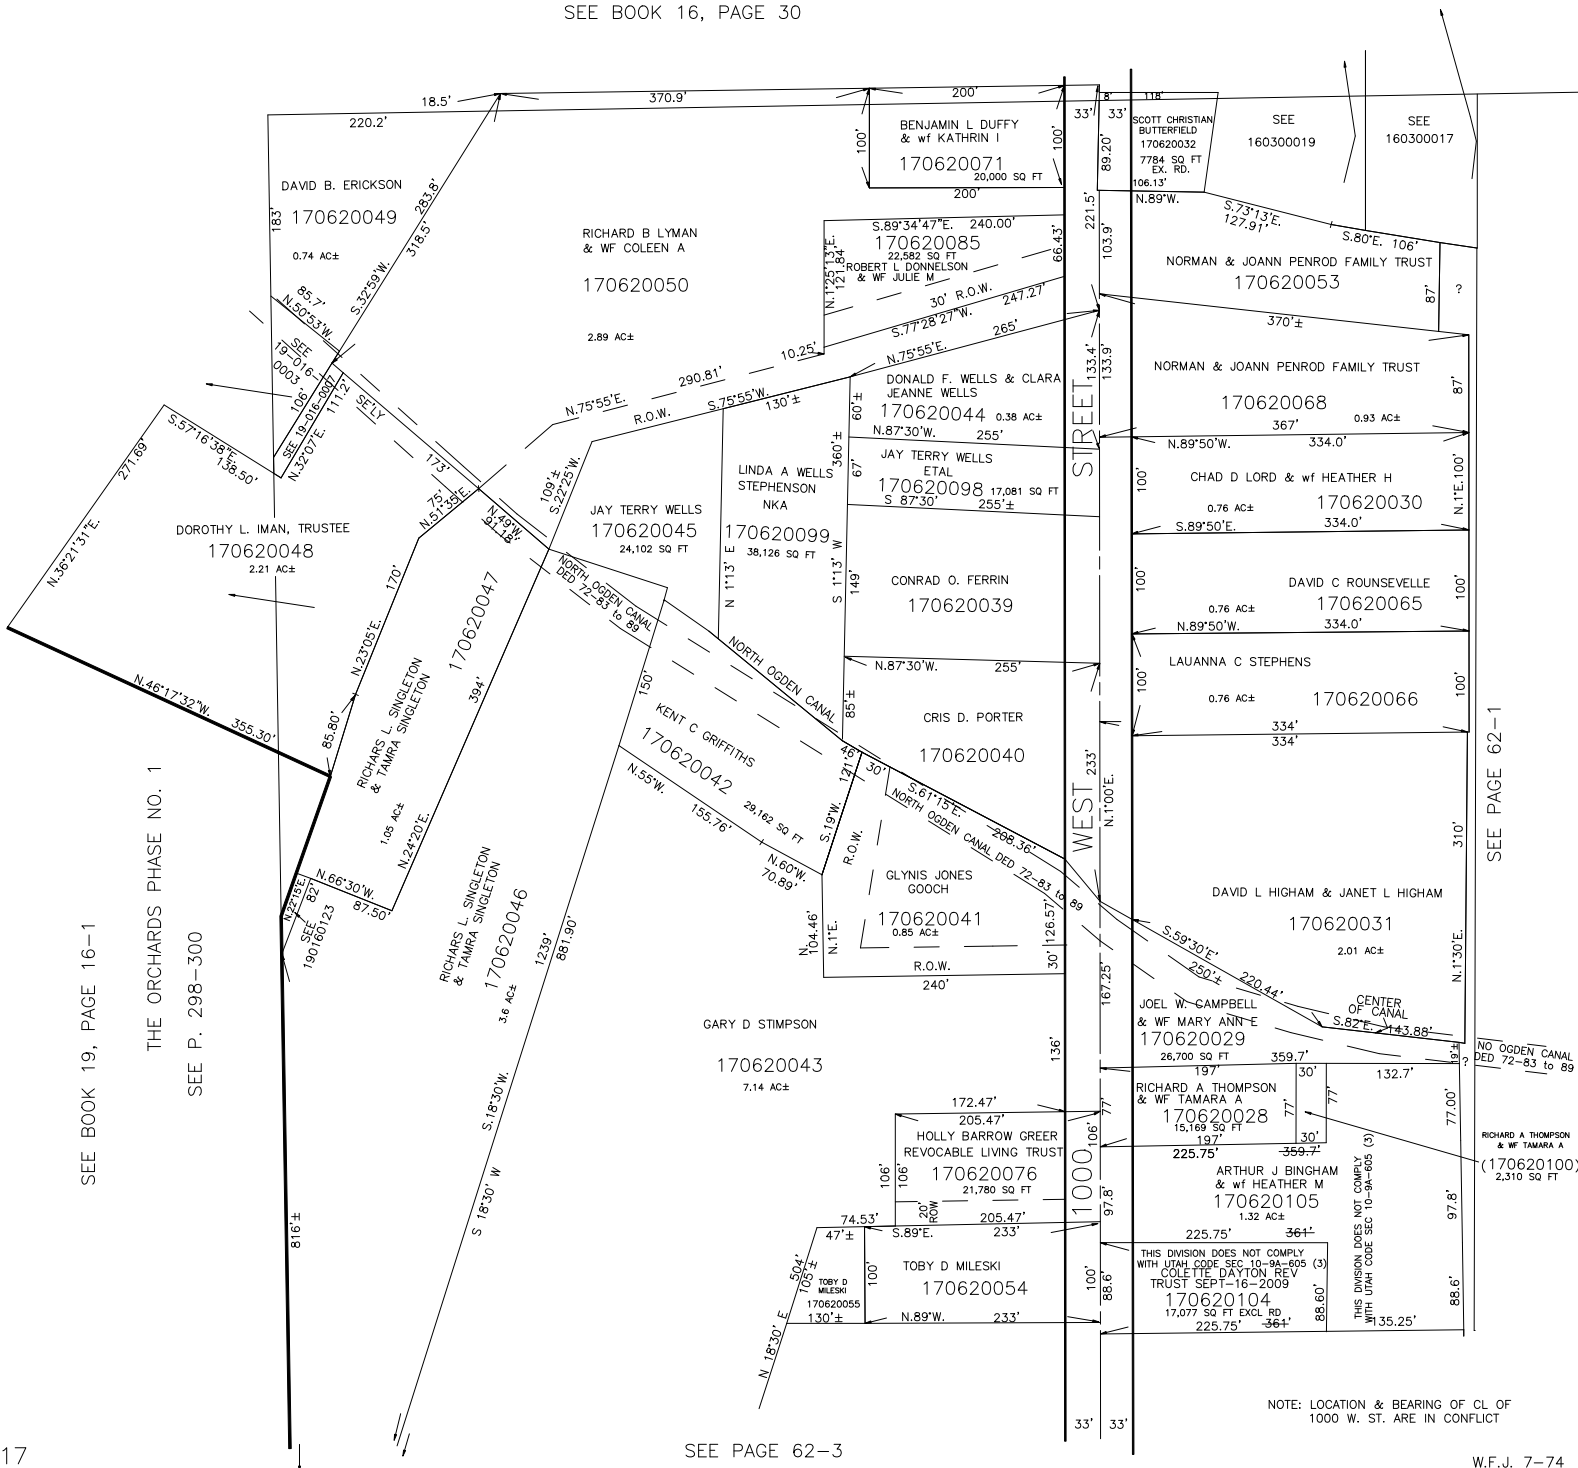 SEE BOOK 16, PAGE 30
18.5'
370.9'
200'
220.2'
33'
33'
8'
118'
DAVID B. ERICKSON
170620049
0.74 AC±
183'
283.8'
318.5'
S.32°59'W.
85.7'
N.50°53'W.
SEE
19-016-
0003
106'
SEE 19-016-0007
111.2'
N.32°07'E.
SE'LY
RICHARD B LYMAN
& WF COLEEN A
170620050
2.89 AC±
BENJAMIN L DUFFY
& wf KATHRIN I
170620071
20,000 SQ FT
100'
100'
200'
S.89°34'47"E. 240.00'
170620085
22,582 SQ FT
ROBERT L DONNELSON
& WF JULIE M
N.1°25'13"E.
121.84'
66.43'
30' R.O.W.
247.27'
S.77°28'27"W.
265'
N.75°55'E.
10.25'
290.81'
N.75°55'E.
R.O.W.
S.75°55'W.
130'±
SCOTT CHRISTIAN
BUTTERFIELD
170620032
7784 SQ FT
EX. RD.
106.13'
N.89°W.
89.20'
221.5'
103.9'
SEE
160300019
SEE
160300017
S.73°13'E.
127.91'
S.80°E. 106'
NORMAN & JOANN PENROD FAMILY TRUST
170620053
87'
?
370'±
NORMAN & JOANN PENROD FAMILY TRUST
170620068
0.93 AC±
367'
87'
133.4'
133.9'
N.89°50'W.
334.0'
CHAD D LORD & wf HEATHER H
170620030
0.76 AC±
100'
N.1°E.100'
S.89°50'E.
334.0'
DAVID C ROUNSEVELLE
170620065
0.76 AC±
100'
100'
N.89°50'W.
334.0'
LAUANNA C STEPHENS
170620066
0.76 AC±
100'
100'
334'
334'
DONALD F. WELLS & CLARA
JEANNE WELLS
170620044 0.38 AC±
60'±
N.87°30'W.
255'
JAY TERRY WELLS
ETAL
170620098 17,081 SQ FT
67'
360'±
S 87°30'
255'±
LINDA A WELLS
STEPHENSON
NKA
170620099
38,126 SQ FT
N 1°13' E
S 1°13' W
149'
JAY TERRY WELLS
170620045
24,102 SQ FT
109'±
S.22°25'W.
CONRAD O. FERRIN
170620039
N.87°30'W.
255'
CRIS D. PORTER
170620040
85'±
STREET
WEST
1000
233'
N.1°00'E.
S.57°16'38"E.
138.50'
271.69'
N.36°21'31"E.
DOROTHY L. IMAN, TRUSTEE
170620048
2.21 AC±
N.46°17'32"W.
355.30'
173'
75'
N.51°35'E.
N.49°W.
91.18'
170'
N.23°05'E.
85.80'
NORTH OGDEN CANAL
DED 72-83 to 89
RICHARS L. SINGLETON
& TAMRA SINGLETON
170620047
1.05 AC±
394'
N.24°20'E.
N.66°30'W.
87.50'
N.22°15'E.
82'
SEE
190160123
RICHARS L. SINGLETON
& TAMRA SINGLETON
170620046
3.6 AC±
1239'
881.90'
S.18°30'W.
S 18°30' W
150'
KENT C GRIFFITHS
170620042
29,162 SQ FT
N.55°W.
155.76'
N.60°W.
70.89'
NORTH OGDEN CANAL
46'
30'
121'
S.19°W.
R.O.W.
S.61°15'E.
208.36'
NORTH OGDEN CANAL DED 72-83 to 89
GLYNIS JONES
GOOCH
170620041
0.85 AC±
N.
104.46'
N.1°E.
126.57'
30'
R.O.W.
240'
DAVID L HIGHAM & JANET L HIGHAM
170620031
2.01 AC±
310'
N.1°30'E.
SEE PAGE 62-1
S.59°30'E'
250'±
220.44'
CENTER
OF CANAL
S.82°E.
143.88'
NO OGDEN CANAL
DED 72-83 to 89
19'±
?
167.25'
JOEL W. CAMPBELL
& WF MARY ANN E
170620029
26,700 SQ FT
359.7'
197'
30'
132.7'
RICHARD A THOMPSON
& WF TAMARA A
170620028
15,169 SQ FT
77'
77'
77'
77.00'
197'
30'
225.75'
359.7'
RICHARD A THOMPSON
& WF TAMARA A
(170620100)
2,310 SQ FT
ARTHUR J BINGHAM
& wf HEATHER M
170620105
1.32 AC±
97.8'
97.8'
225.75'
361'
THIS DIVISION DOES NOT COMPLY
WITH UTAH CODE SEC 10-9A-605 (3)
THIS DIVISION DOES NOT COMPLY
WITH UTAH CODE SEC 10-9A-605 (3)
COLETTE DAYTON REV
TRUST SEPT-16-2009
170620104
17,077 SQ FT EXCL RD
88.6'
88.60'
88.6'
225.75'
361'
135.25'
GARY D STIMPSON
170620043
7.14 AC±
136'
172.47'
205.47'
HOLLY BARROW GREER
REVOCABLE LIVING TRUST
170620076
21,780 SQ FT
106'
106'
106'
20'
ROW
205.47'
74.53'
47'±
S.89°E.
233'
TOBY D MILESKI
170620054
100'
100'
N.89°W.
233'
504'
105'±
TOBY D
MILESKI
170620055
130'±
N 18°30' E
THE ORCHARDS PHASE NO. 1
SEE P. 298-300
SEE BOOK 19, PAGE 16-1
816'±
33'
33'
NOTE: LOCATION & BEARING OF CL OF
1000 W. ST. ARE IN CONFLICT
SEE PAGE 62-3
17
W.F.J. 7-74